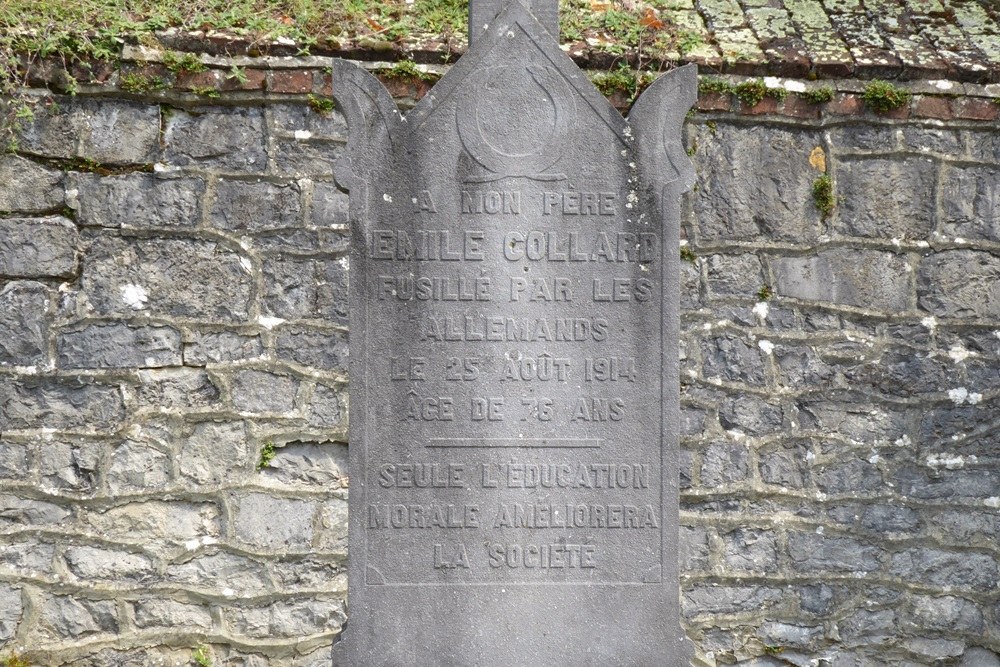 A MON PÈRE
EMILE COLLARD
FUSILLÉ PAR LES
ALLEMANDS
LE 25 AOÛT 1914
ÂGE DE 75 ANS
SEULE L'ÉDUCATION
MORALE AMÉLIORERA
LA SOCIÉTÉ